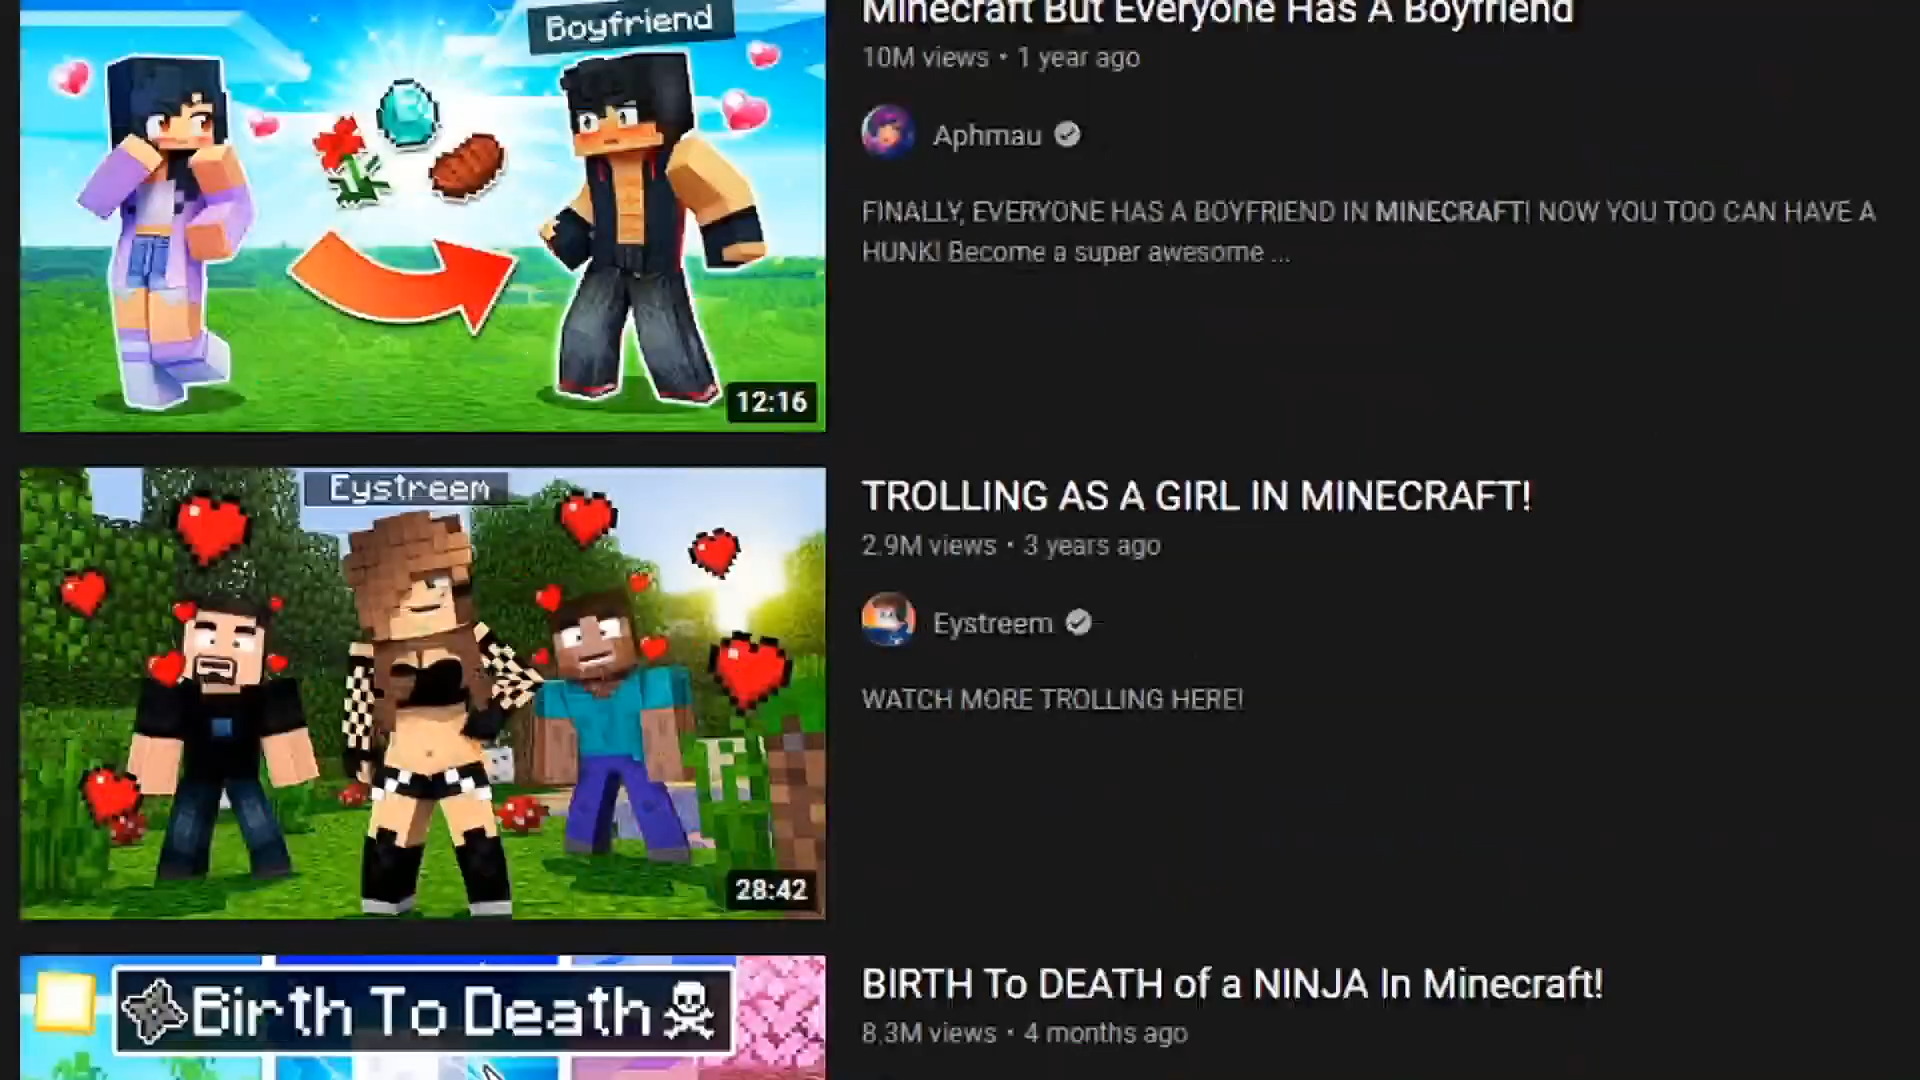 Boyfriend
12:16
Minecraft But Everyone Has A Boyfriend
10M views • 1 year ago
Aphmau
FINALLY, EVERYONE HAS A BOYFRIEND IN MINECRAFT! NOW YOU TOO CAN HAVE A
HUNK! Become a super awesome ...
Eystreem
28:42
TROLLING AS A GIRL IN MINECRAFT!
2.9M views • 3 years ago
Eystreem
WATCH MORE TROLLING HERE!
Birth To Death
BIRTH To DEATH of a NINJA In Minecraft!
8.3M views • 4 months ago